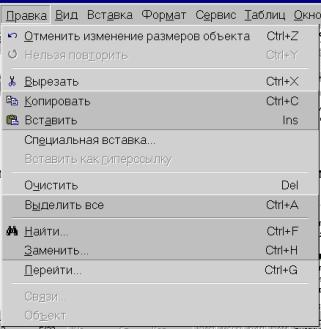 Правка Вид Вставка Формат Сервис Таблиц Окно
Отменить изменение размеров объекта Ctrl+Z
Нельзя повторить Ctrl+Y
Вырезать Ctrl+X
Копировать Ctrl+C
Вставить Ins
Специальная вставка...
Вставить как гиперссылку
Очистить Del
Выделить все Ctrl+A
Найти... Ctrl+F
Заменить... Ctrl+H
Перейти... Ctrl+G
Связи...
Объект